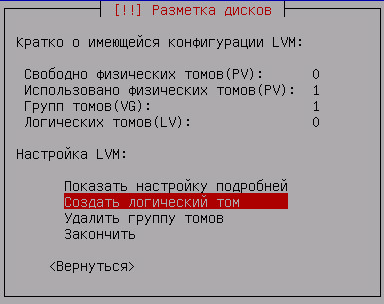 [!!] Разметка дисков
Кратко о имеющейся конфигурации LVM:
Свободно физических томов(PV): 0
Использовано физических томов(PV): 1
Групп томов(VG): 1
Логических томов(LV): 0
Настройка LVM:
Показать настройку подробней
Создать логический том
Удалить группу томов
Закончить
<Вернуться>